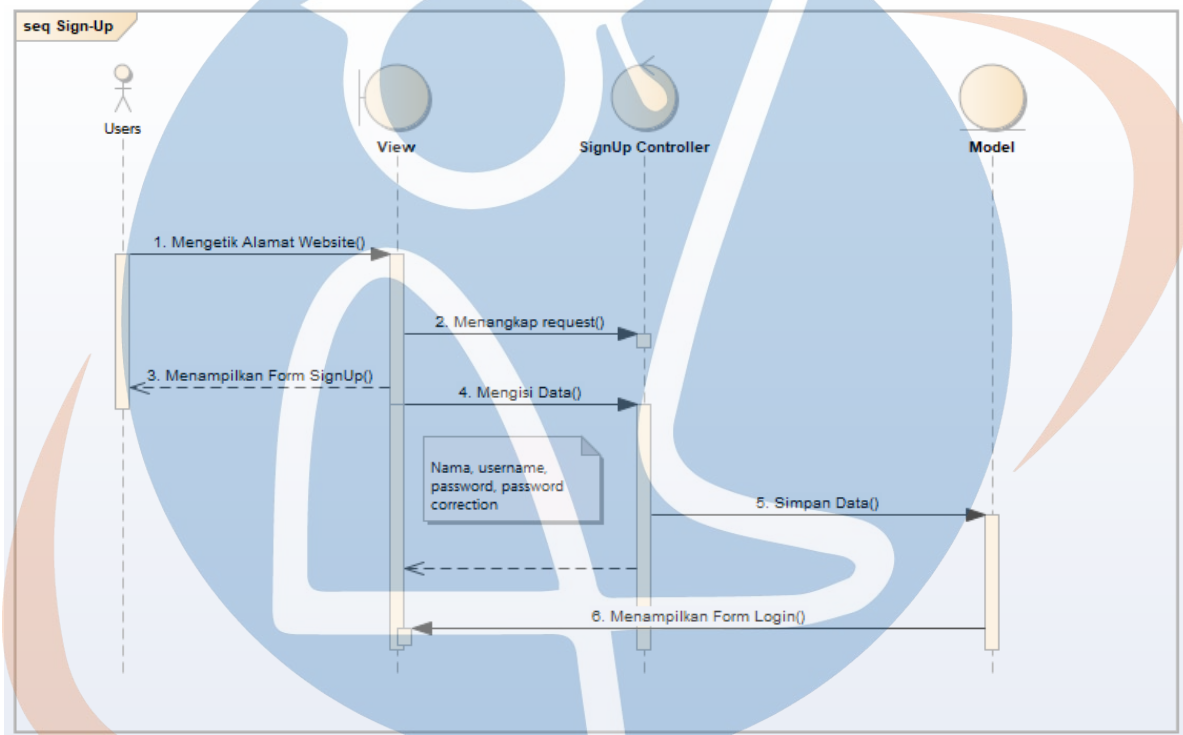 seq Sign-Up
Users
View
SignUp Controller
Model
1. Mengetik Alamat Website()
2. Menangkap request()
3. Menampilkan Form SignUp()
4. Mengisi Data()
Nama, username,
password, password
correction
5. Simpan Data()
6. Menampilkan Form Login()